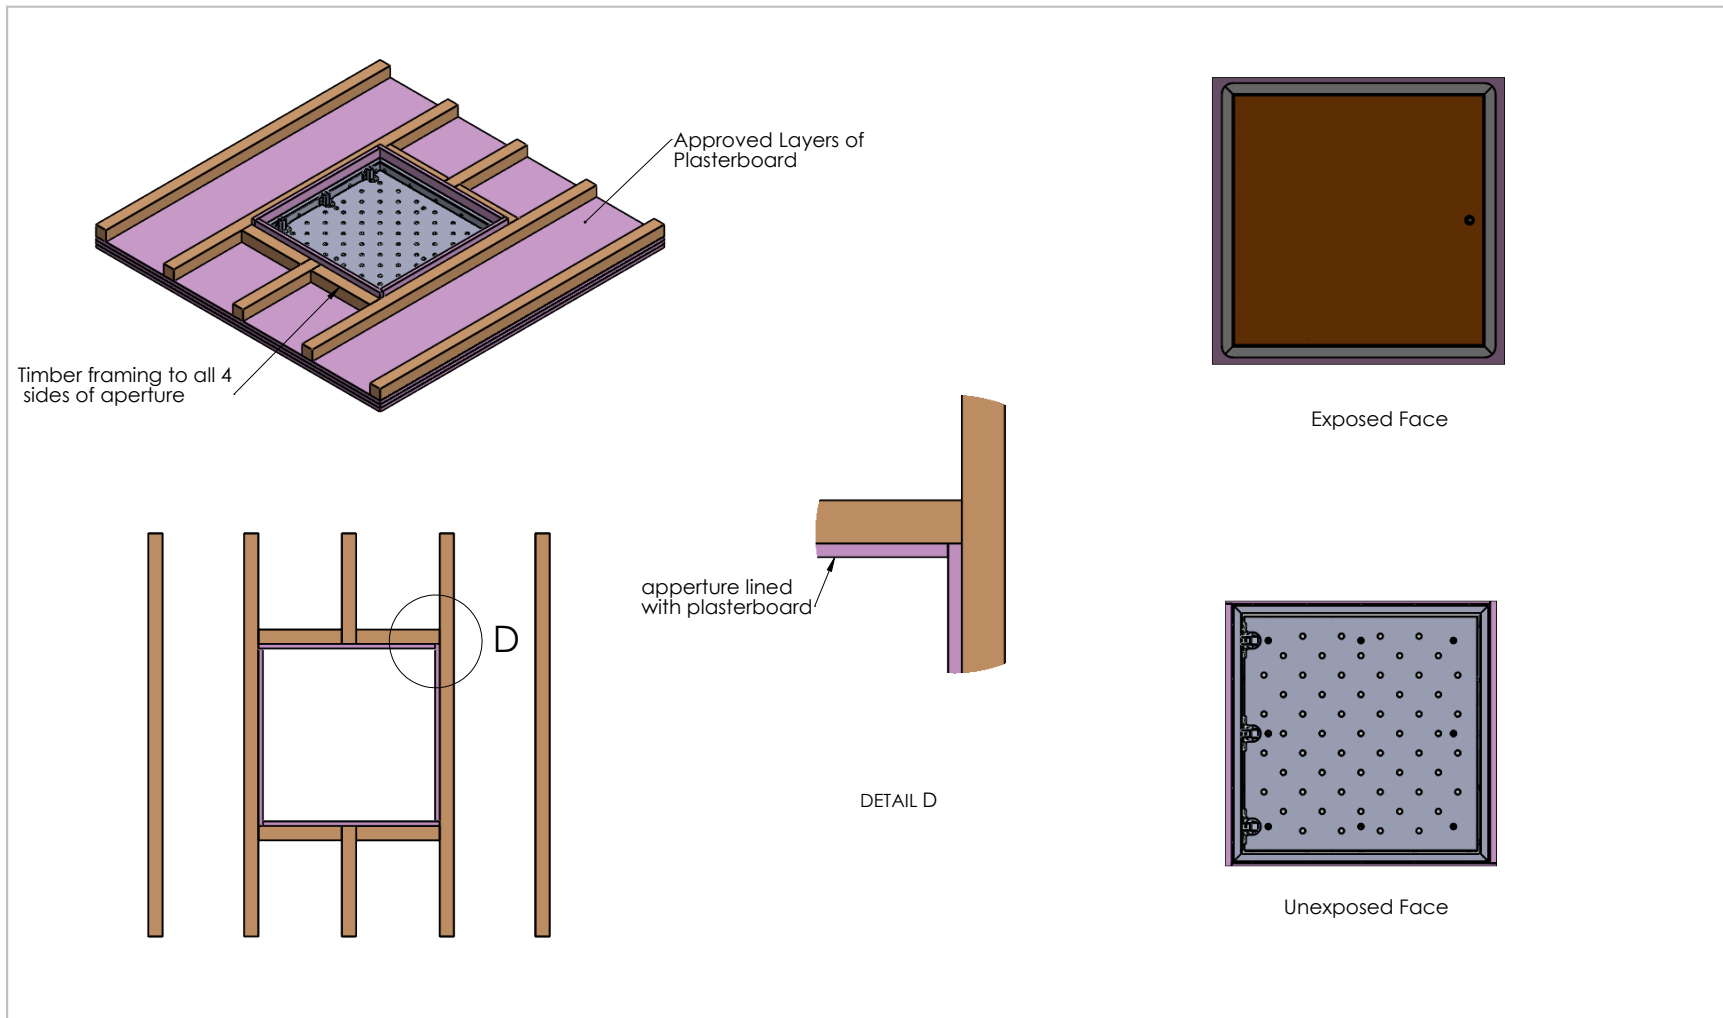 Approved Layers of
Plasterboard
Timber framing to all 4
sides of aperture
Exposed Face
apperture lined
with plasterboard
D
DETAIL D
Unexposed Face